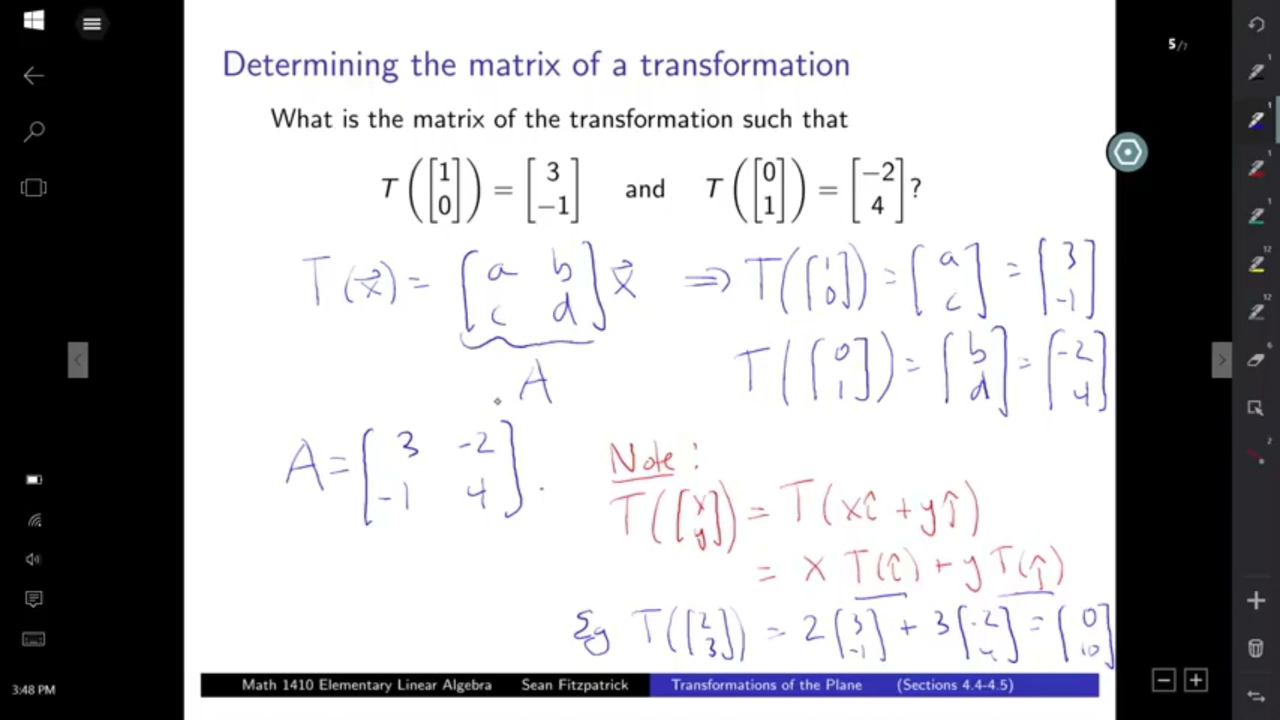 5/7
Determining the matrix of a transformation
What is the matrix of the transformation such that
T([1 0]) = [3 −1] and T([0 1]) = [−2 4]?
T(x⃗) = [a b; c d] x⃗ ⇒ T([1 0]) = [a c] = [3 -1]
A
T([0 1]) = [b d] = [-2 4]
A = [3 -2; -1 4].
Note:
T([x y]) = T(xî + yĵ)
= x T(î) + y T(ĵ)
Eg T([2 3]) = 2[3 -1] + 3[-2 4] = [0 10]
Math 1410 Elementary Linear Algebra Sean Fitzpatrick Transformations of the Plane (Sections 4.4-4.5)
3:48 PM